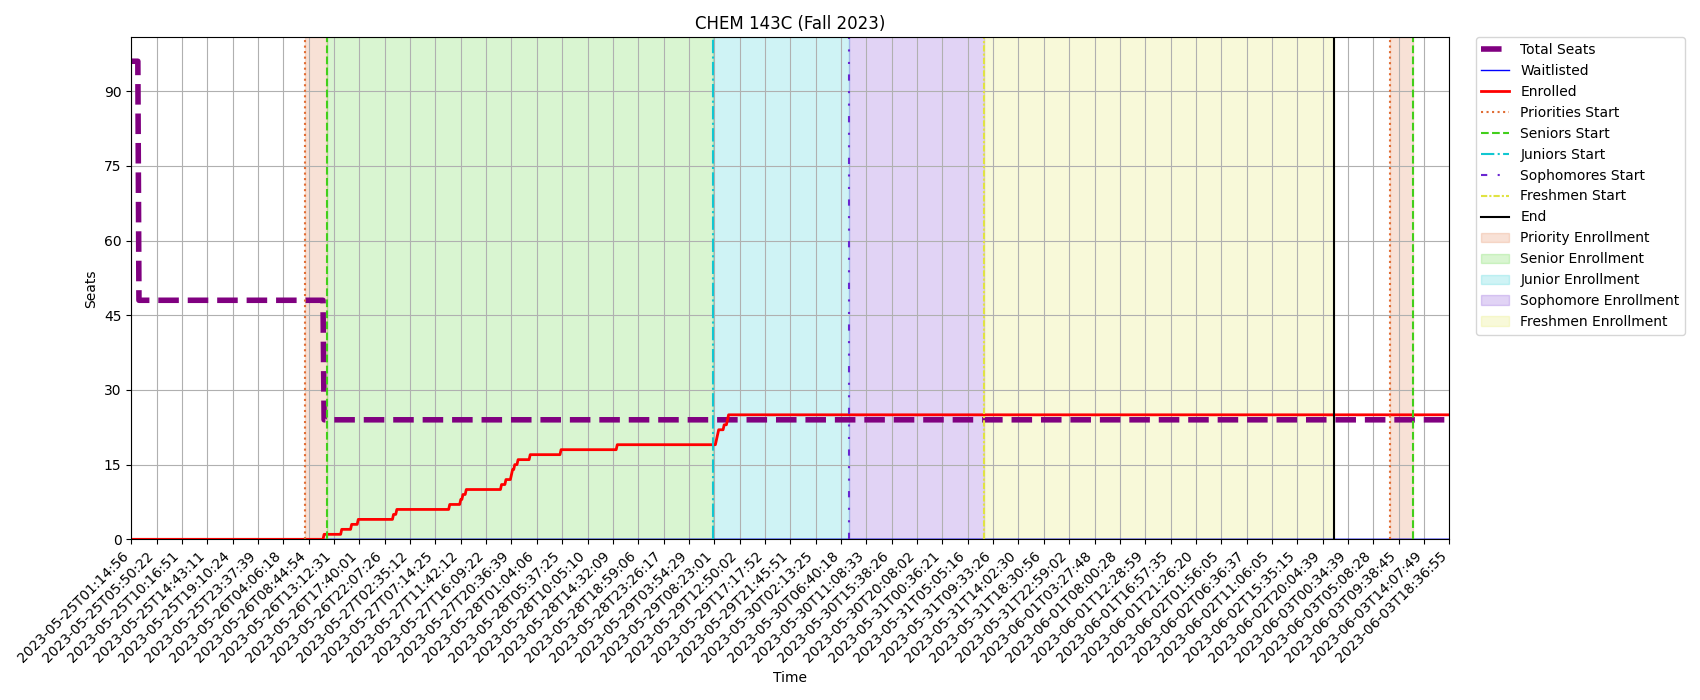 CHEM 143C (Fall 2023)
Seats
90
75
60
45
30
15
0
2023-05-25T01:14:56
2023-05-25T05:50:22
2023-05-25T10:16:51
2023-05-25T14:43:11
2023-05-25T19:10:24
2023-05-25T23:37:39
2023-05-26T04:06:18
2023-05-26T08:44:54
2023-05-26T13:12:31
2023-05-26T17:40:01
2023-05-26T22:07:26
2023-05-27T02:35:12
2023-05-27T07:14:25
2023-05-27T11:42:12
2023-05-27T16:09:22
2023-05-27T20:36:39
2023-05-28T01:04:06
2023-05-28T05:37:25
2023-05-28T10:05:10
2023-05-28T14:32:09
2023-05-28T18:59:06
2023-05-28T23:26:17
2023-05-29T03:54:29
2023-05-29T08:23:01
2023-05-29T12:50:02
2023-05-29T17:17:52
2023-05-29T21:45:51
2023-05-30T02:13:25
2023-05-30T06:40:18
2023-05-30T11:08:33
2023-05-30T15:38:26
2023-05-30T20:08:02
2023-05-31T00:36:21
2023-05-31T05:05:16
2023-05-31T09:33:26
2023-05-31T14:02:30
2023-05-31T18:30:56
2023-05-31T22:59:02
2023-06-01T03:27:48
2023-06-01T08:00:28
2023-06-01T12:28:59
2023-06-01T16:57:35
2023-06-01T21:26:20
2023-06-02T01:56:05
2023-06-02T06:36:37
2023-06-02T11:06:05
2023-06-02T15:35:15
2023-06-02T20:04:39
2023-06-03T00:34:39
2023-06-03T05:08:28
2023-06-03T09:38:45
2023-06-03T14:07:49
2023-06-03T18:36:55
Time
Total Seats
Waitlisted
Enrolled
Priorities Start
Seniors Start
Juniors Start
Sophomores Start
Freshmen Start
End
Priority Enrollment
Senior Enrollment
Junior Enrollment
Sophomore Enrollment
Freshmen Enrollment